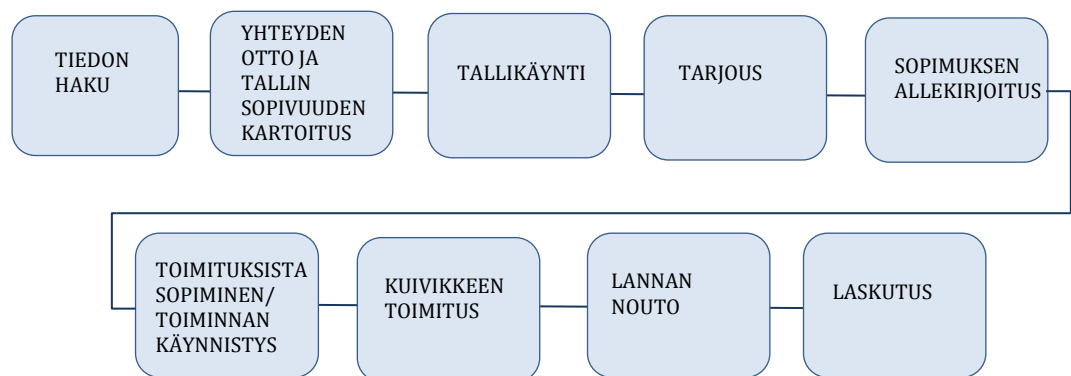 TIEDON
HAKU
YHTEYDEN
OTTO JA
TALLIN
SOPIVUUDEN
KARTOITUS
TALLIKÄYNTI
TARJOUS
SOPIMUKSEN
ALLEKIRJOITUS
TOIMITUKSISTA
SOPIMINEN/
TOIMINNAN
KÄYNNISTYS
KUIVIKKEEN
TOIMITUS
LANNAN
NOUTO
LASKUTUS